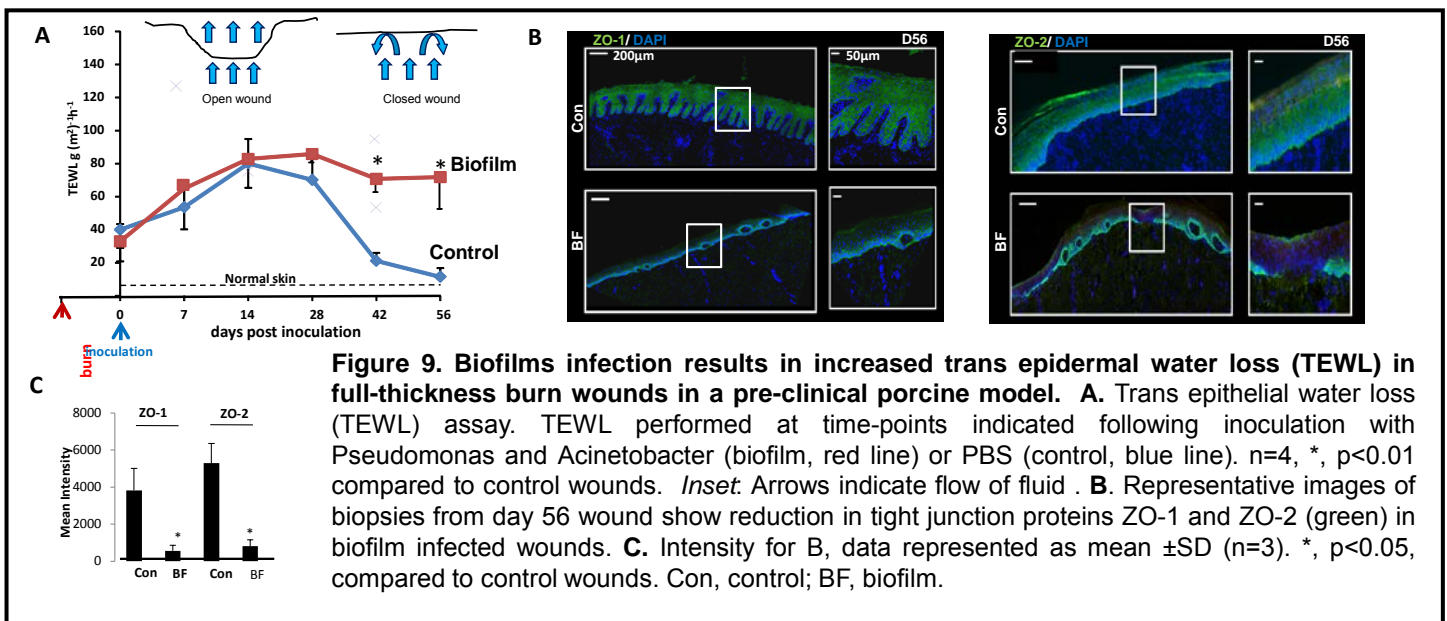 A
160
140
120
100
80
60
40
20
TEWL g (m²)⁻¹h⁻¹
Open wound
Closed wound
*
*
Biofilm
Control
Normal skin
0
7
14
28
42
56
days post inoculation
burn
inoculation
B
ZO-1/ DAPI
D56
200µm
50µm
Con
BF
ZO-2/ DAPI
D56
Con
BF
C
8000
6000
4000
2000
0
Mean Intensity
ZO-1
ZO-2
*
*
Con
BF
Con
BF
Figure 9. Biofilms infection results in increased trans epidermal water loss (TEWL) in
full-thickness burn wounds in a pre-clinical porcine model. A. Trans epithelial water loss
(TEWL) assay. TEWL performed at time-points indicated following inoculation with
Pseudomonas and Acinetobacter (biofilm, red line) or PBS (control, blue line). n=4, *, p<0.01
compared to control wounds. Inset: Arrows indicate flow of fluid . B. Representative images of
biopsies from day 56 wound show reduction in tight junction proteins ZO-1 and ZO-2 (green) in
biofilm infected wounds. C. Intensity for B, data represented as mean ±SD (n=3). *, p<0.05,
compared to control wounds. Con, control; BF, biofilm.